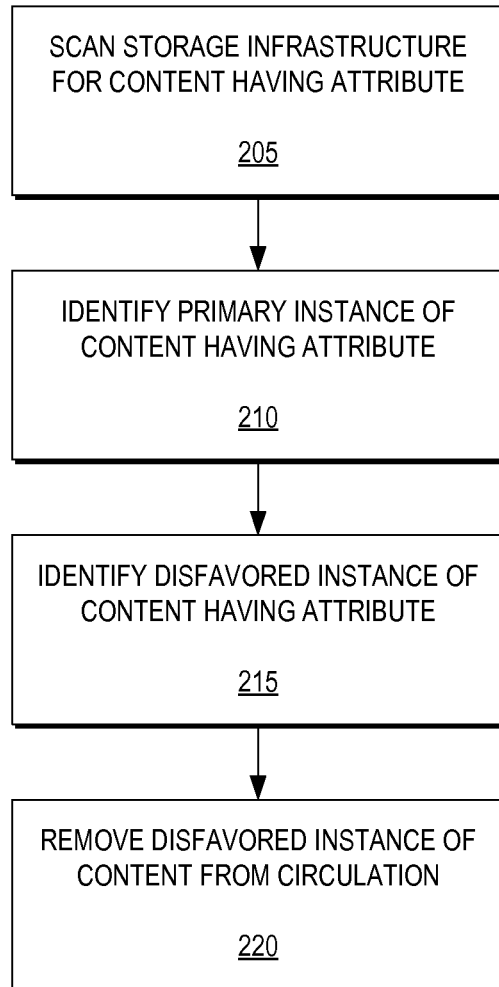 SCAN STORAGE INFRASTRUCTURE
FOR CONTENT HAVING ATTRIBUTE
205
IDENTIFY PRIMARY INSTANCE OF
CONTENT HAVING ATTRIBUTE
210
IDENTIFY DISFAVORED INSTANCE OF
CONTENT HAVING ATTRIBUTE
215
REMOVE DISFAVORED INSTANCE OF
CONTENT FROM CIRCULATION
220